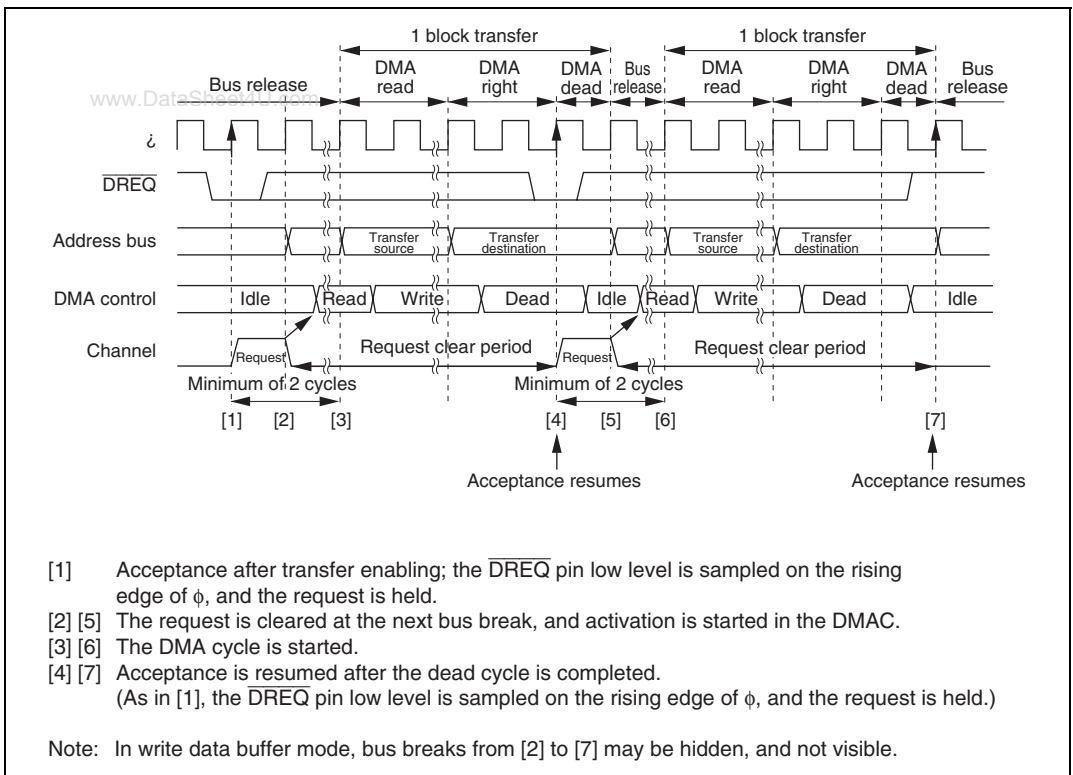 1 block transfer 1 block transfer
Bus release DMA read DMA right DMA dead Bus release DMA read DMA right DMA dead Bus release
www.DataSheet4U.com
¿
DREQ
Address bus Transfer source Transfer destination Transfer source Transfer destination
DMA control Idle Read Write Dead Idle Read Write Dead Idle
Channel Request Request clear period Request Request clear period
Minimum of 2 cycles Minimum of 2 cycles
[1] [2] [3] [4] [5] [6] [7]
Acceptance resumes Acceptance resumes
[1] Acceptance after transfer enabling; the DREQ pin low level is sampled on the rising
edge of ϕ, and the request is held.
[2] [5] The request is cleared at the next bus break, and activation is started in the DMAC.
[3] [6] The DMA cycle is started.
[4] [7] Acceptance is resumed after the dead cycle is completed.
(As in [1], the DREQ pin low level is sampled on the rising edge of ϕ, and the request is held.)
Note: In write data buffer mode, bus breaks from [2] to [7] may be hidden, and not visible.